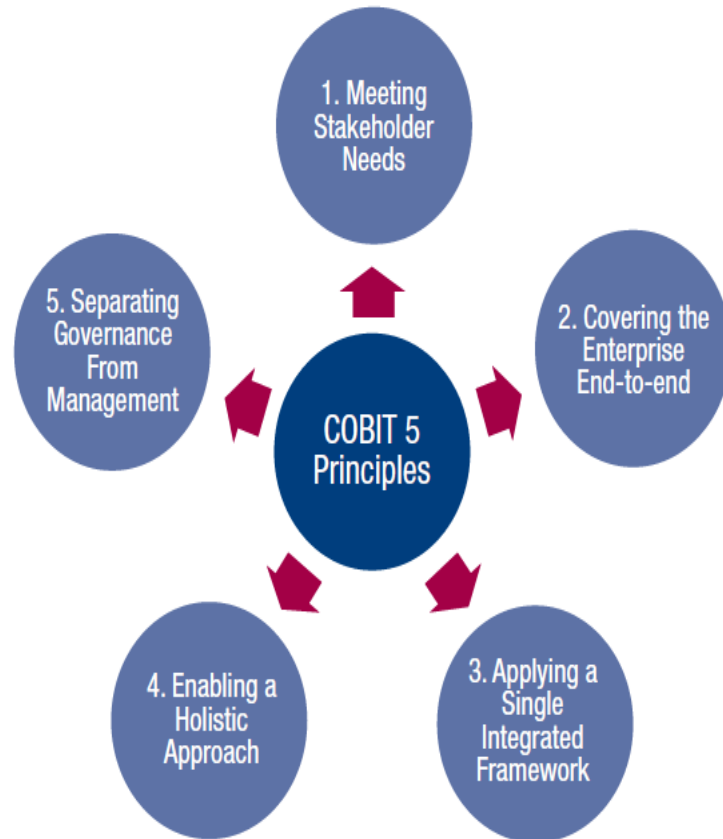 1. Meeting
Stakeholder
Needs
2. Covering the
Enterprise
End-to-end
3. Applying a
Single
Integrated
Framework
4. Enabling a
Holistic
Approach
5. Separating
Governance
From
Management
COBIT 5
Principles